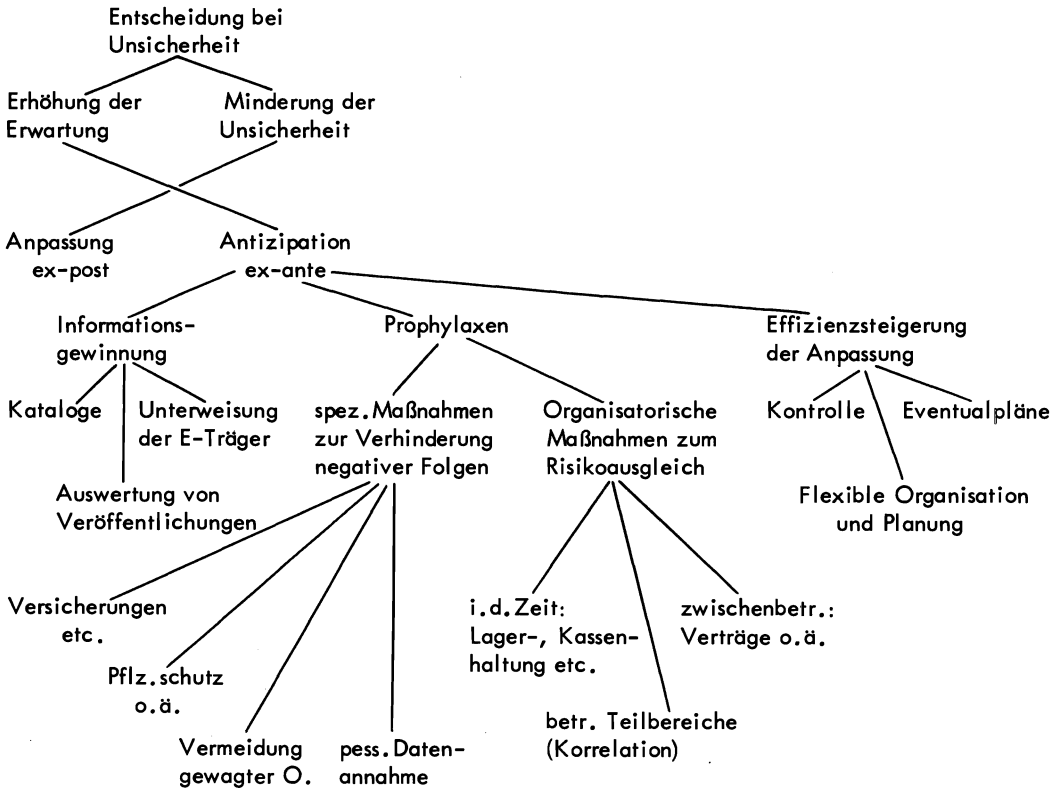 Entscheidung bei
Unsicherheit
Erhöhung der
Erwartung
Minderung der
Unsicherheit
Anpassung
ex-post
Antizipation
ex-ante
Informations-
gewinnung
Prophylaxen
Effizienzsteigerung
der Anpassung
Kataloge
Unterweisung
der E-Träger
spez.Maßnahmen
zur Verhinderung
negativer Folgen
Organisatorische
Maßnahmen zum
Risikoausgleich
Kontrolle
Eventualpläne
Auswertung von
Veröffentlichungen
Flexible Organisation
und Planung
Versicherungen
etc.
i.d.Zeit:
Lager-, Kassen-
haltung etc.
zwischenbetr.:
Verträge o.ä.
Pflz.schutz
o.ä.
betr. Teilbereiche
(Korrelation)
Vermeidung
gewagter O.
pess.Daten-
annahme